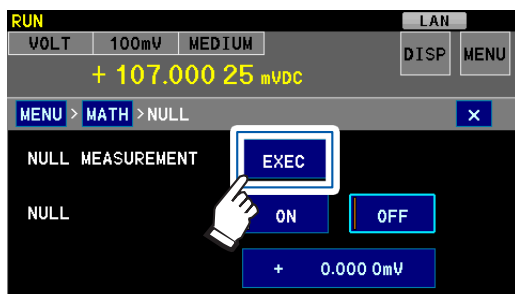 RUN LAN
VOLT 100mV MEDIUM DISP MENU
+ 107.000 25 mVDC
MENU > MATH > NULL ×
NULL MEASUREMENT EXEC
NULL ON OFF
+ 0.000 0mV